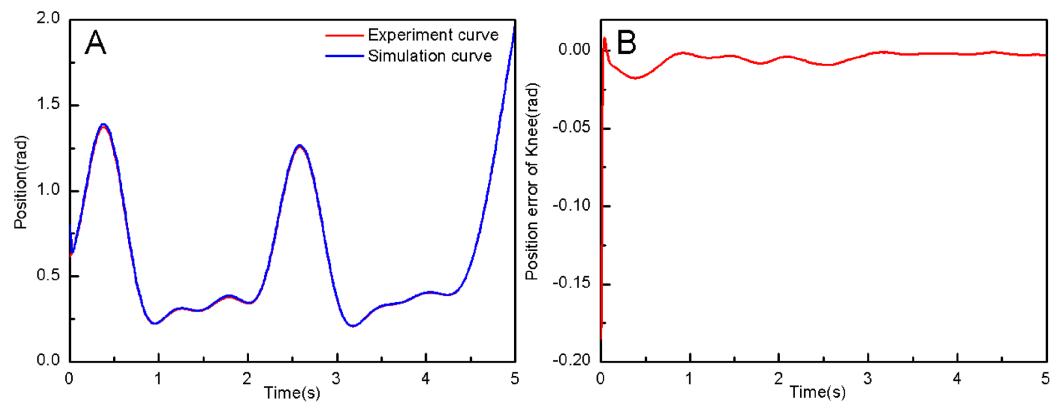 A
Experiment curve
Simulation curve
Position(rad)
2.0
1.5
1.0
0.5
0.0
0 1 2 3 4 5
Time(s)
B
Position error of Knee(rad)
0.00
-0.05
-0.10
-0.15
-0.20
0 1 2 3 4 5
Time(s)